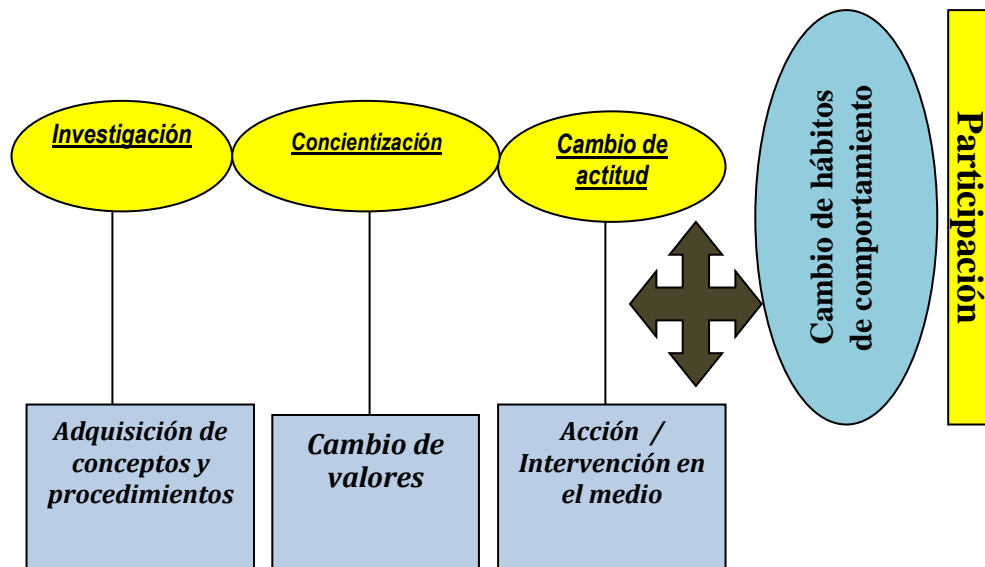 Investigación
Concientización
Cambio de
actitud
Adquisición de
conceptos y
procedimientos
Cambio de
valores
Acción /
Intervención en
el medio
Cambio de hábitos
de comportamiento
Participación